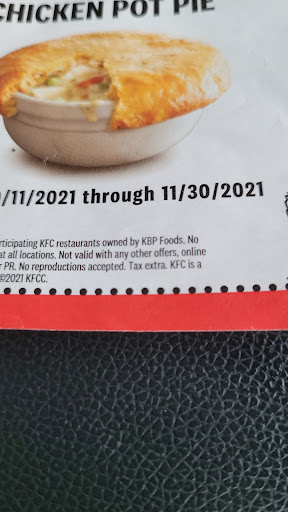 CHICKEN POT PIE
/11/2021 through 11/30/2021
rticipating KFC restaurants owned by KBP Foods. No
at all locations. Not valid with any other offers, online
r PR. No reproductions accepted. Tax extra. KFC is a
©2021 KFCC.